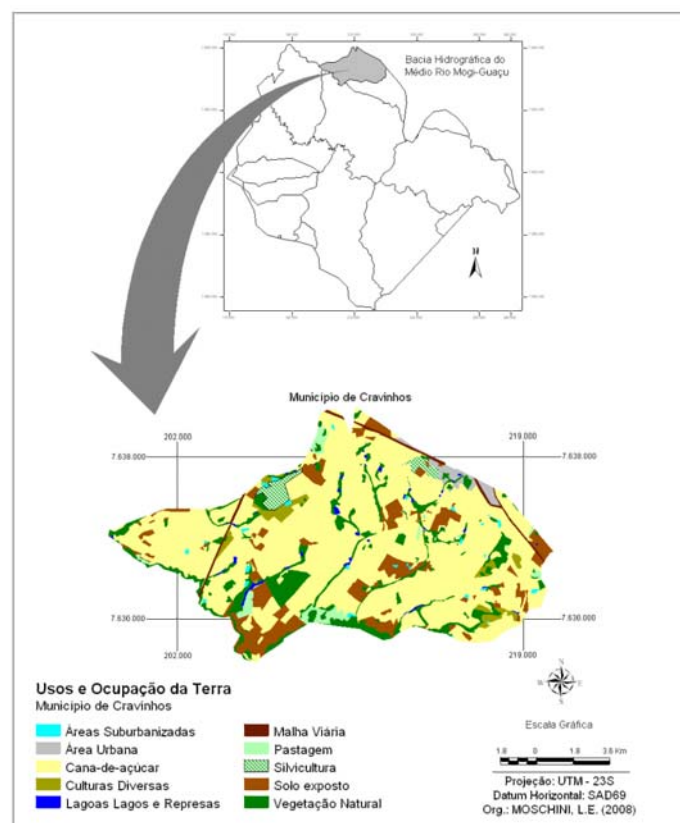 Bacia Hidrográfica do
Médio Rio Mogi-Guaçu
N
Município de Cravinhos
202.000
219.000
7.638.000
7.638.000
7.630.000
7.630.000
202.000
219.000
Usos e Ocupação da Terra
Município de Cravinhos
Áreas Suburbanizadas
Área Urbana
Cana-de-açúcar
Culturas Diversas
Lagoas Lagos e Represas
Malha Viária
Pastagem
Silvicultura
Solo exposto
Vegetação Natural
N
W E
S
Escala Gráfica
1.8 0 1.8 3.6 Km
Projeção: UTM - 23S
Datum Horizontal: SAD69
Org.: MOSCHINI, L.E. (2008)